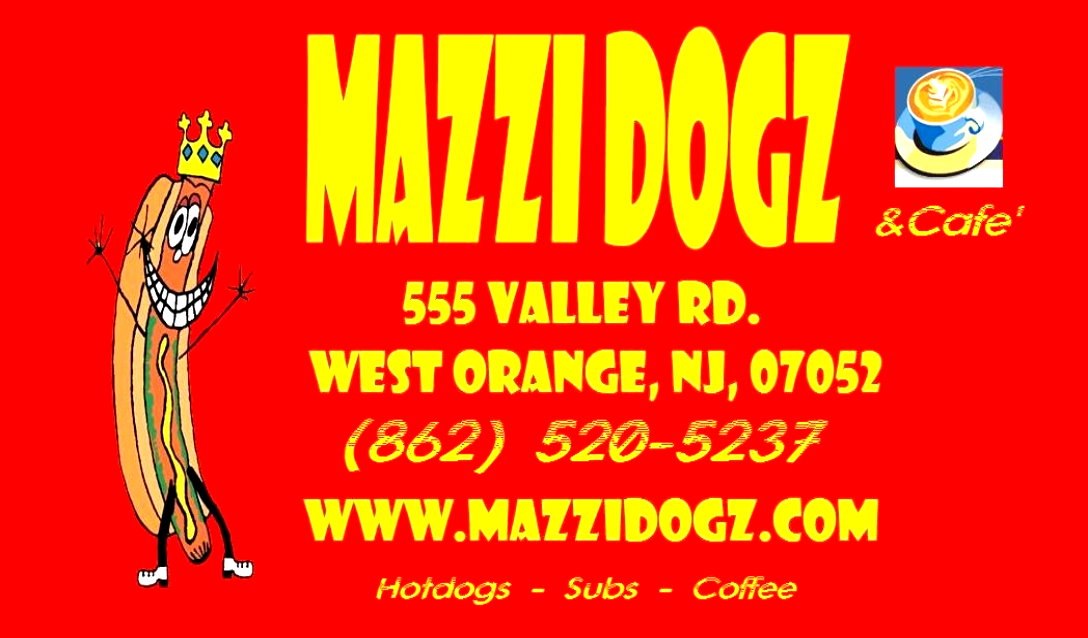 MAZZI DOGZ
&Cafe'
555 VALLEY RD.
WEST ORANGE, NJ, 07052
(862) 520-5237
WWW.MAZZIDOGZ.COM
Hotdogs - Subs - Coffee